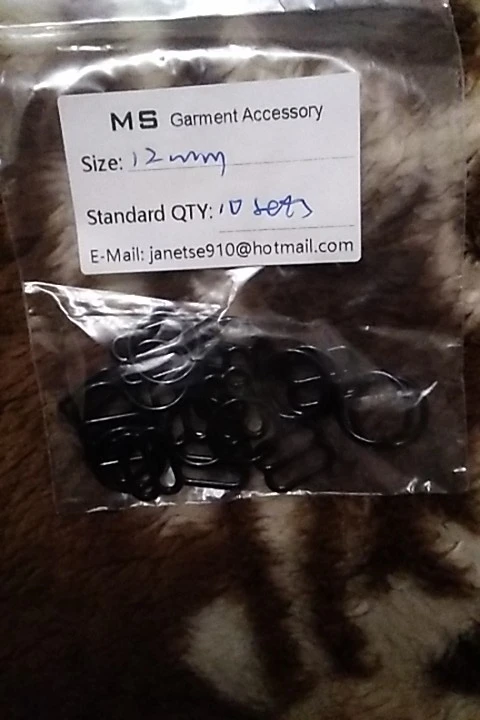 MS Garment Accessory
Size: 12mm
Standard QTY: 10 sets
E-Mail: janetse910@hotmail.com